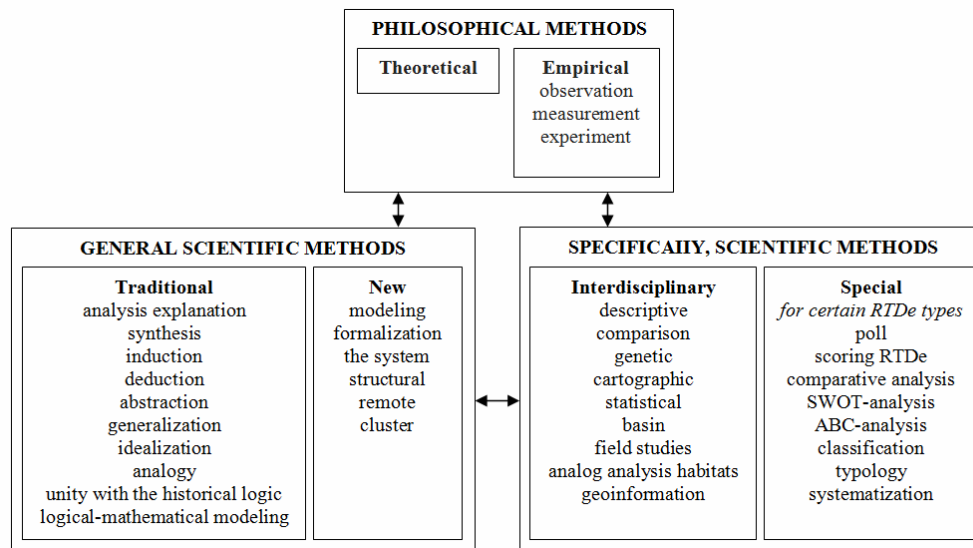 PHILOSOPHICAL METHODS
Theoretical
Empirical
observation
measurement
experiment
GENERAL SCIENTIFIC METHODS
Traditional
analysis explanation
synthesis
induction
deduction
abstraction
generalization
idealization
analogy
unity with the historical logic
logical-mathematical modeling
New
modeling
formalization
the system
structural
remote
cluster
SPECIFICAIIY, SCIENTIFIC METHODS
Interdisciplinary
descriptive
comparison
genetic
cartographic
statistical
basin
field studies
analog analysis habitats
geoinformation
Special
for certain RTDe types
poll
scoring RTDe
comparative analysis
SWOT-analysis
ABC-analysis
classification
typology
systematization